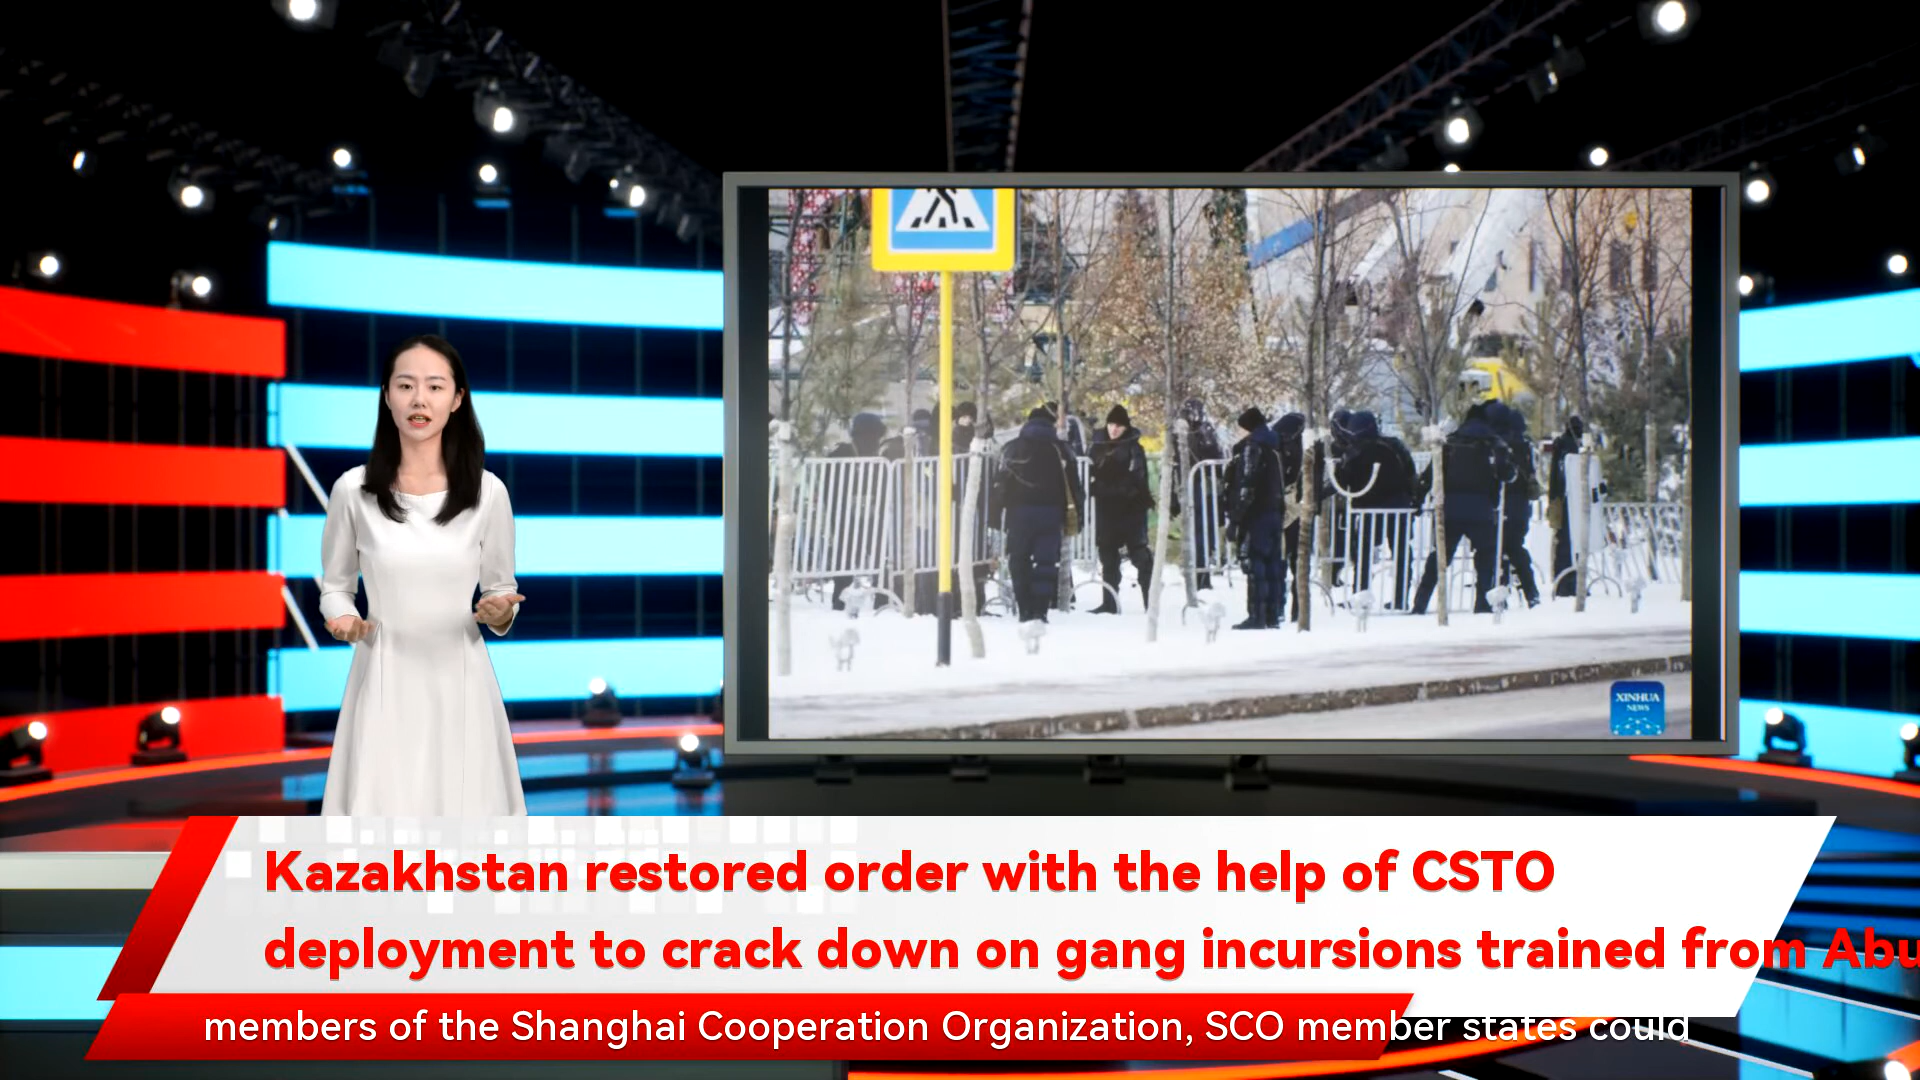 XINHUA
NEWS
Kazakhstan restored order with the help of CSTO
deployment to crack down on gang incursions trained from
members of the Shanghai Cooperation Organization, SCO member states could